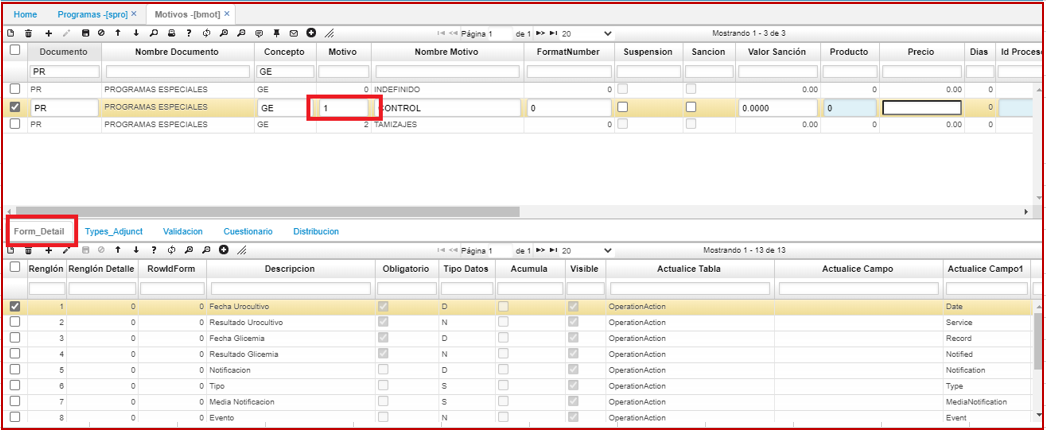 Home Programas -[spro] × Motivos -[bmot] ×
Página 1 de 1 20 Mostrando 1 - 3 de 3
Documento Nombre Documento Concepto Motivo Nombre Motivo FormatNumber Suspension Sancion Valor Sanción Producto Precio Dias Id Proceso
PR GE
PR PROGRAMAS ESPECIALES GE 0 INDEFINIDO 0 0.00 0 0.00 0
PR PROGRAMAS ESPECIALES GE 1 CONTROL 0 0.0000 0 0
PR PROGRAMAS ESPECIALES GE 2 TAMIZAJES 0 0.00 0 0.00 0
Form_Detail Types_Adjunct Validacion Cuestionario Distribucion
Página 1 de 1 20 Mostrando 1 - 13 de 13
Renglón Renglón Detalle RowIdForm Descripcion Obligatorio Tipo Datos Acumula Visible Actualice Tabla Actualice Campo Actualice Campo1
1 0 0 Fecha Urocultivo D OperationAction Date
2 0 0 Resultado Urocultivo N OperationAction Service
3 0 0 Fecha Glicemia D OperationAction Record
4 0 0 Resultado Glicemia N OperationAction Notified
5 0 0 Notificacion D OperationAction Notification
6 0 0 Tipo S OperationAction Type
7 0 0 Media Notificacion S OperationAction MediaNotification
8 0 0 Evento N OperationAction Event